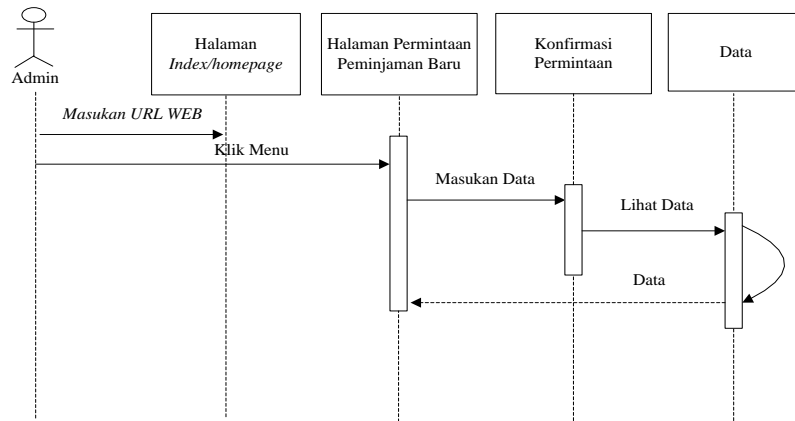 Admin
Halaman
Index/homepage
Halaman Permintaan
Peminjaman Baru
Konfirmasi
Permintaan
Data
Masukan URL WEB
Klik Menu
Masukan Data
Lihat Data
Data